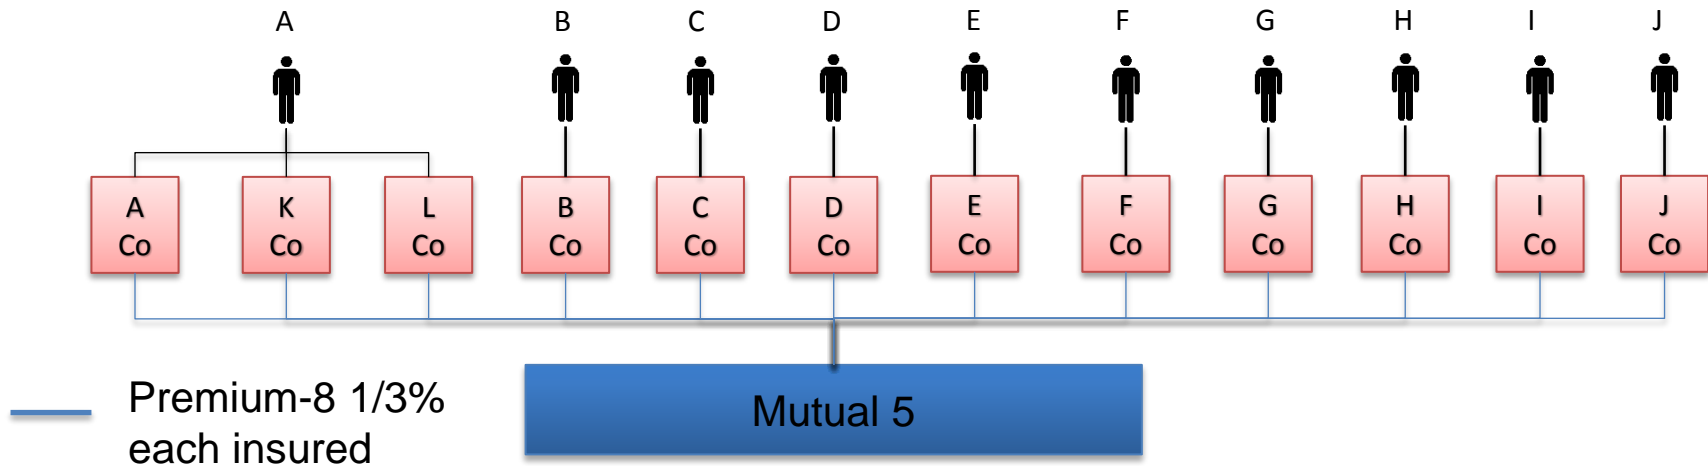 A B C D E F G H I J
A K L B C D E F G H I J
Co Co Co Co Co Co Co Co Co Co Co Co
Premium-8 1/3%
each insured
Mutual 5